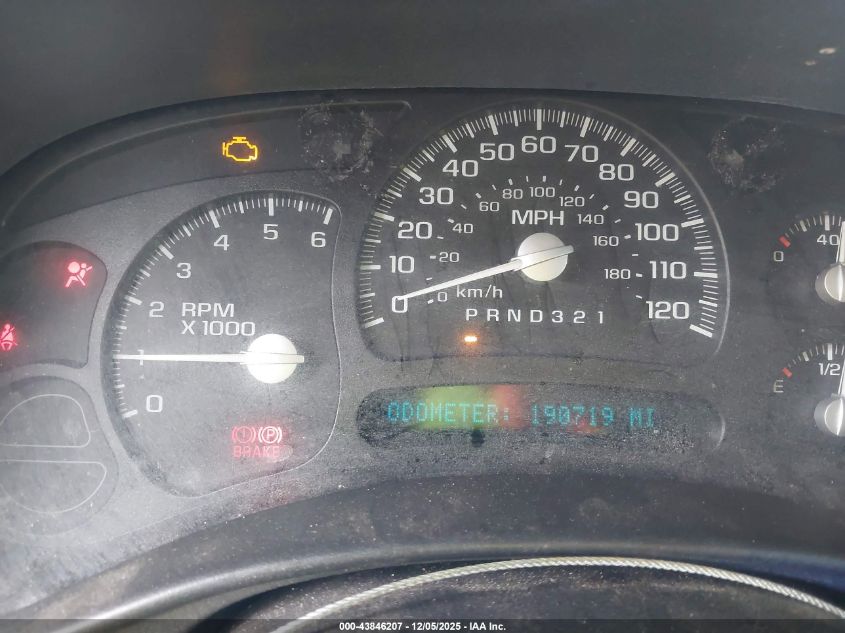 10 20 30 40 50 60 70 80 90 100 110 120
0
20 40 60 80 100 120 140 160 180
0
MPH
km/h
P R N D 3 2 1
0 1 2 3 4 5 6
RPM
X 1000
(!) (P)
BRAKE
ODOMETER: 190719 MI
0 40
E 1/2
000-43846207 - 12/05/2025 - IAA Inc.